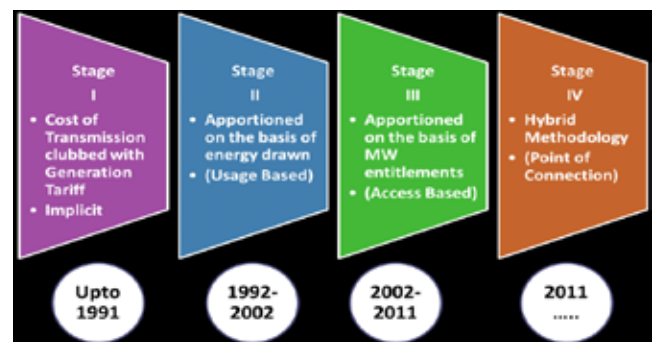 Stage
I
• Cost of
Transmission
clubbed with
Generation
Tariff
• Implicit
Stage
II
• Apportioned
on the basis of
energy drawn
• (Usage Based)
Stage
III
• Apportioned
on the basis of
MW
entitlements
• (Access Based)
Stage
IV
• Hybrid
Methodology
• (Point of
Connection)
Upto
1991
1992-
2002
2002-
2011
2011
.....